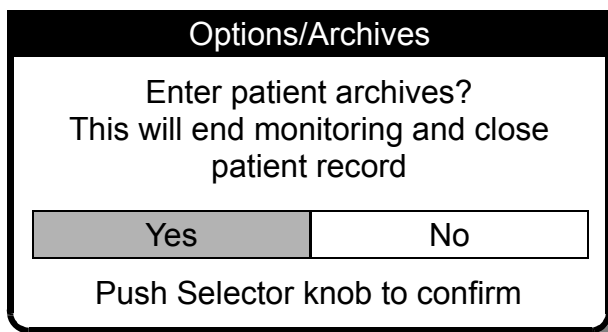 Options/Archives
Enter patient archives?
This will end monitoring and close
patient record
Yes No
Push Selector knob to confirm